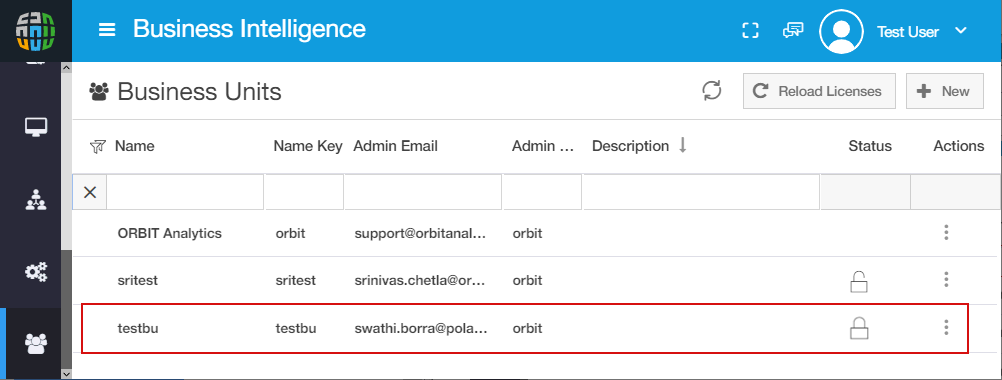 Business Intelligence
Test User
Business Units
Reload Licenses
New
Name Name Key Admin Email Admin ... Description Status Actions
ORBIT Analytics orbit support@orbitanal... orbit
sritest sritest srinivas.chetla@or... orbit
testbu testbu swathi.borra@pola... orbit